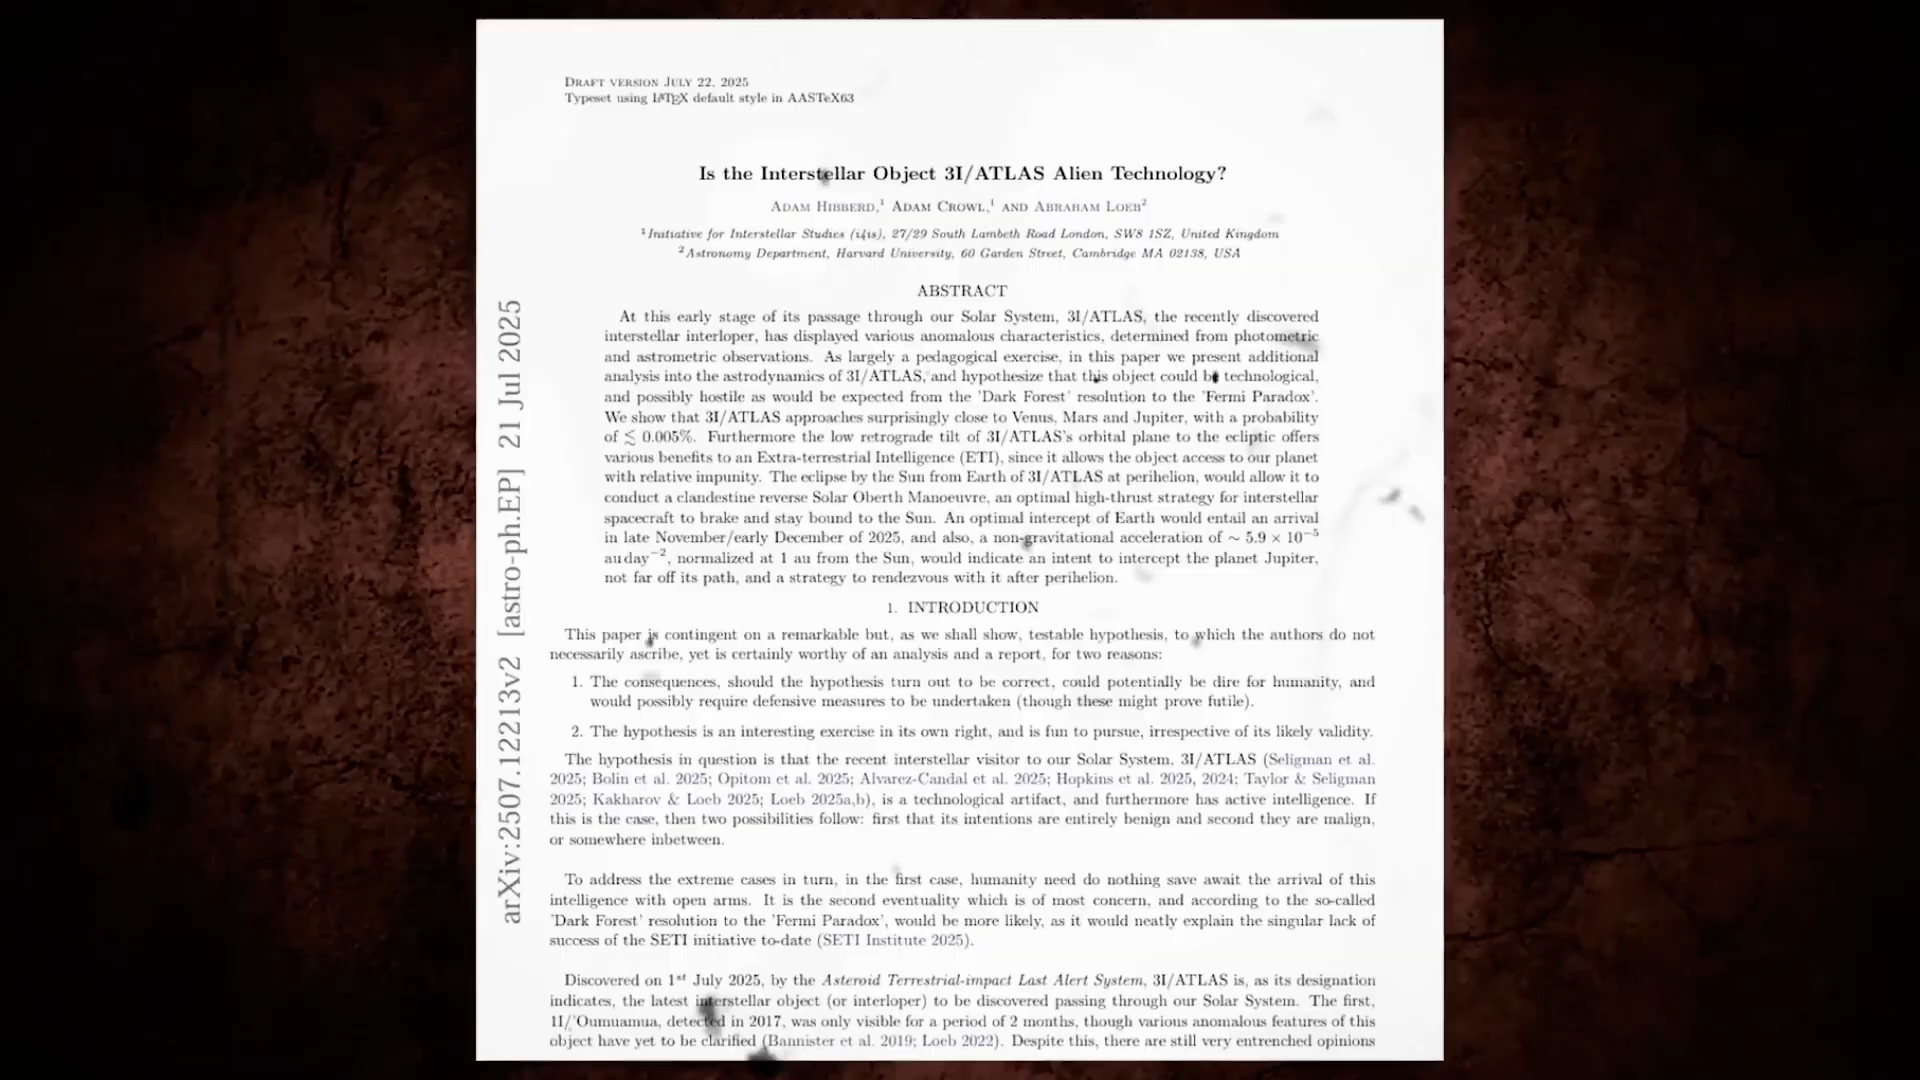 DRAFT VERSION JULY 22, 2025
Typeset using LATEX default style in AASTeX63
Is the Interstellar Object 3I/ATLAS Alien Technology?
ADAM HIBBERD,¹ ADAM CROWL,¹ AND ABRAHAM LOEB²
¹Initiative for Interstellar Studies (i4is), 27/29 South Lambeth Road London, SW8 1SZ, United Kingdom
²Astronomy Department, Harvard University, 60 Garden Street, Cambridge MA 02138, USA
ABSTRACT
At this early stage of its passage through our Solar System, 3I/ATLAS, the recently discovered
interstellar interloper, has displayed various anomalous characteristics, determined from photometric
and astrometric observations. As largely a pedagogical exercise, in this paper we present additional
analysis into the astrodynamics of 3I/ATLAS, and hypothesize that this object could be technological,
and possibly hostile as would be expected from the 'Dark Forest' resolution to the 'Fermi Paradox'.
We show that 3I/ATLAS approaches surprisingly close to Venus, Mars and Jupiter, with a probability
of ≲ 0.005%. Furthermore the low retrograde tilt of 3I/ATLAS's orbital plane to the ecliptic offers
various benefits to an Extra-terrestrial Intelligence (ETI), since it allows the object access to our planet
with relative impunity. The eclipse by the Sun from Earth of 3I/ATLAS at perihelion, would allow it to
conduct a clandestine reverse Solar Oberth Manoeuvre, an optimal high-thrust strategy for interstellar
spacecraft to brake and stay bound to the Sun. An optimal intercept of Earth would entail an arrival
in late November/early December of 2025, and also, a non-gravitational acceleration of ∼ 5.9 × 10⁻⁵
au day⁻², normalized at 1 au from the Sun, would indicate an intent to intercept the planet Jupiter,
not far off its path, and a strategy to rendezvous with it after perihelion.
1. INTRODUCTION
This paper is contingent on a remarkable but, as we shall show, testable hypothesis, to which the authors do not
necessarily ascribe, yet is certainly worthy of an analysis and a report, for two reasons:
1. The consequences, should the hypothesis turn out to be correct, could potentially be dire for humanity, and
would possibly require defensive measures to be undertaken (though these might prove futile).
2. The hypothesis is an interesting exercise in its own right, and is fun to pursue, irrespective of its likely validity.
The hypothesis in question is that the recent interstellar visitor to our Solar System, 3I/ATLAS (Seligman et al.
2025; Bolin et al. 2025; Opitom et al. 2025; Alvarez-Candal et al. 2025; Hopkins et al. 2025, 2024; Taylor & Seligman
2025; Kakharov & Loeb 2025; Loeb 2025a,b), is a technological artifact, and furthermore has active intelligence. If
this is the case, then two possibilities follow: first that its intentions are entirely benign and second they are malign,
or somewhere inbetween.
To address the extreme cases in turn, in the first case, humanity need do nothing save await the arrival of this
intelligence with open arms. It is the second eventuality which is of most concern, and according to the so-called
'Dark Forest' resolution to the 'Fermi Paradox', would be more likely, as it would neatly explain the singular lack of
success of the SETI initiative to-date (SETI Institute 2025).
Discovered on 1st July 2025, by the Asteroid Terrestrial-impact Last Alert System, 3I/ATLAS is, as its designation
indicates, the latest interstellar object (or interloper) to be discovered passing through our Solar System. The first,
1I/'Oumuamua, detected in 2017, was only visible for a period of 2 months, though various anomalous features of this
object have yet to be clarified (Bannister et al. 2019; Loeb 2022). Despite this, there are still very entrenched opinions
arXiv:2507.12213v2 [astro-ph.EP] 21 Jul 2025